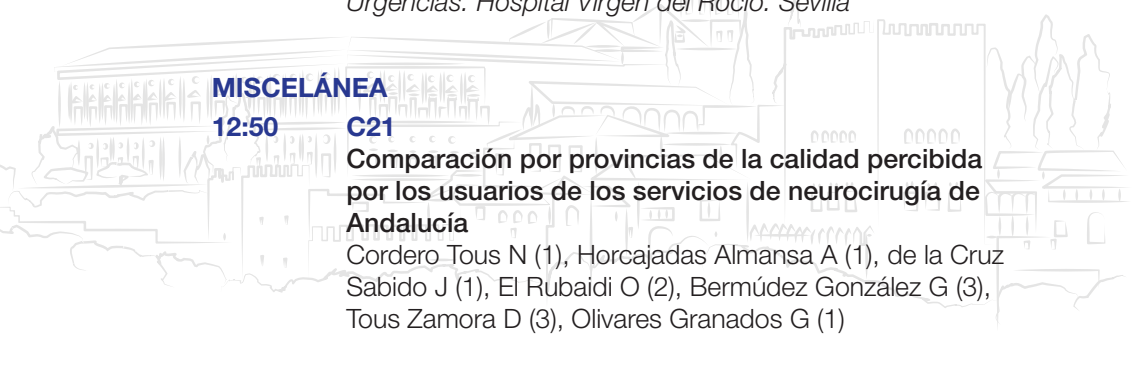 Urgencias. Hospital Virgen del Rocío. Sevilla
MISCELÁNEA
12:50 C21
Comparación por provincias de la calidad percibida
por los usuarios de los servicios de neurocirugía de
Andalucía
Cordero Tous N (1), Horcajadas Almansa A (1), de la Cruz
Sabido J (1), El Rubaidi O (2), Bermúdez González G (3),
Tous Zamora D (3), Olivares Granados G (1)